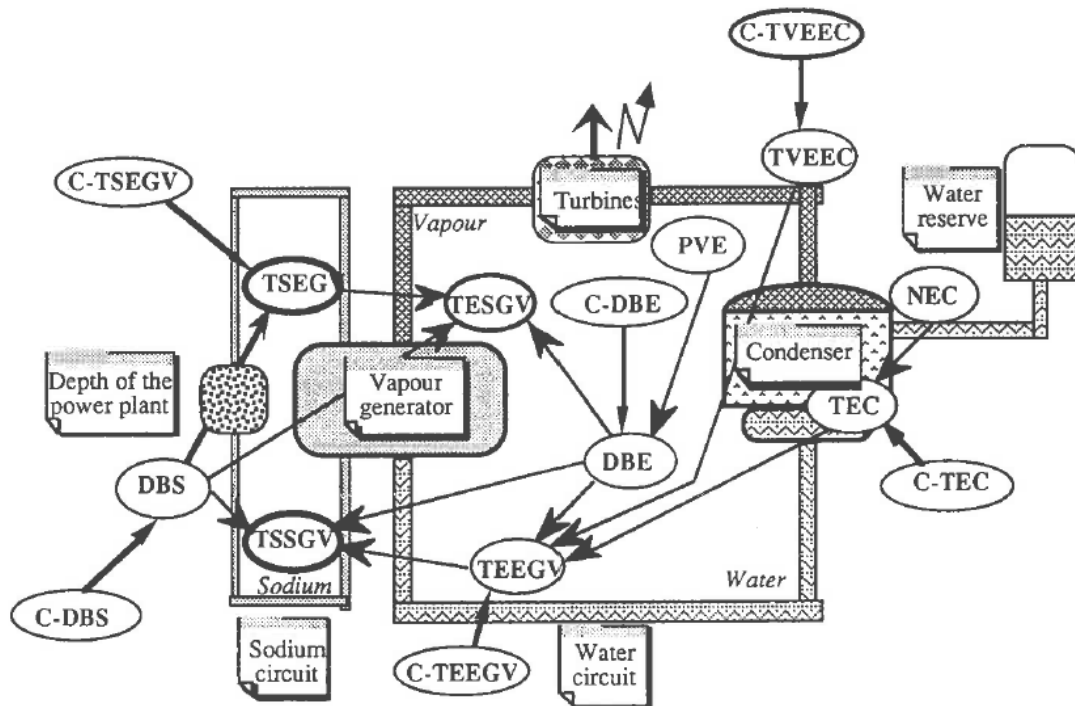 C-TVEEC
N
TVEEC
C-TSEGV
Turbines
Water
reserve
Vapour
PVE
TSEG
TESGV
C-DBE
NEC
Condenser
Depth of the
power plant
Vapour
generator
TEC
DBS
DBE
C-TEC
TSSGV
TEEGV
Sodium
Water
C-DBS
Sodium
circuit
C-TEEGV
Water
circuit